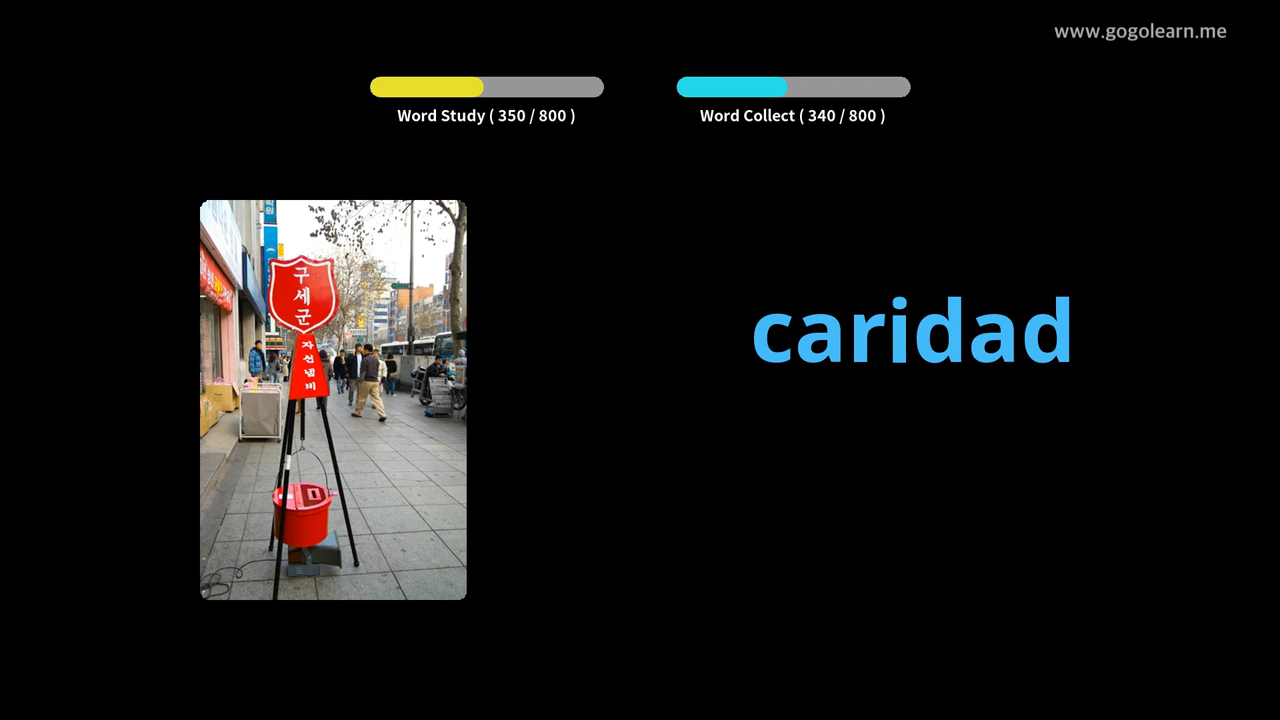 www.gogolearn.me
Word Study ( 350 / 800 )
Word Collect ( 340 / 800 )
구
세
군
자
선
냄
비
caridad